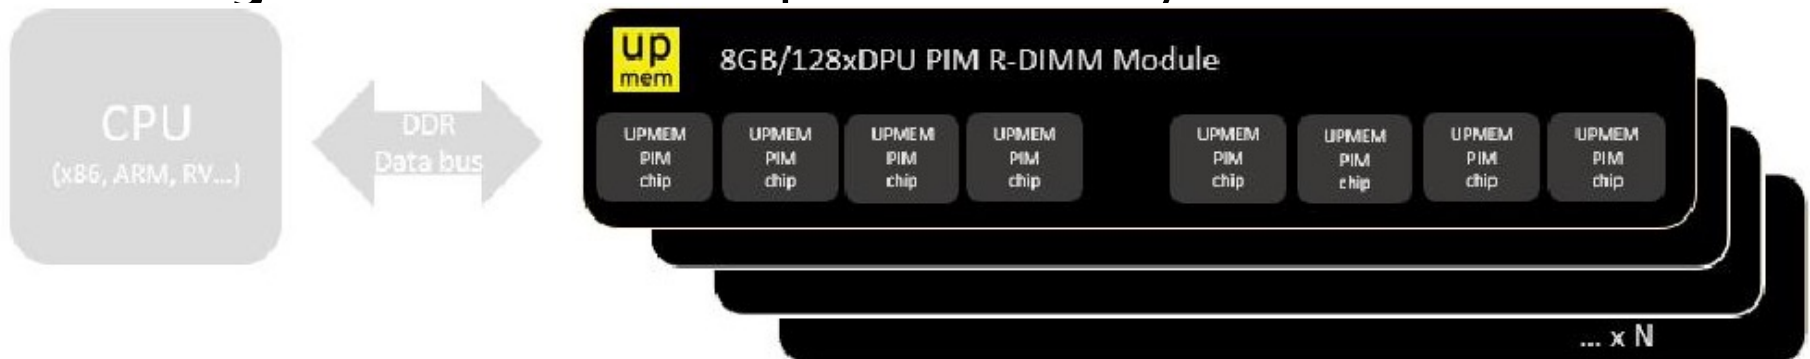 up
mem
8GB/128xDPU PIM R-DIMM Module
CPU
(x86, ARM, RV...)
DDR
Data bus
UPMEM
PIM
chip
UPMEM
PIM
chip
UPMEM
PIM
chip
UPMEM
PIM
chip
UPMEM
PIM
chip
UPMEM
PIM
chip
UPMEM
PIM
chip
UPMEM
PIM
chip
... x N